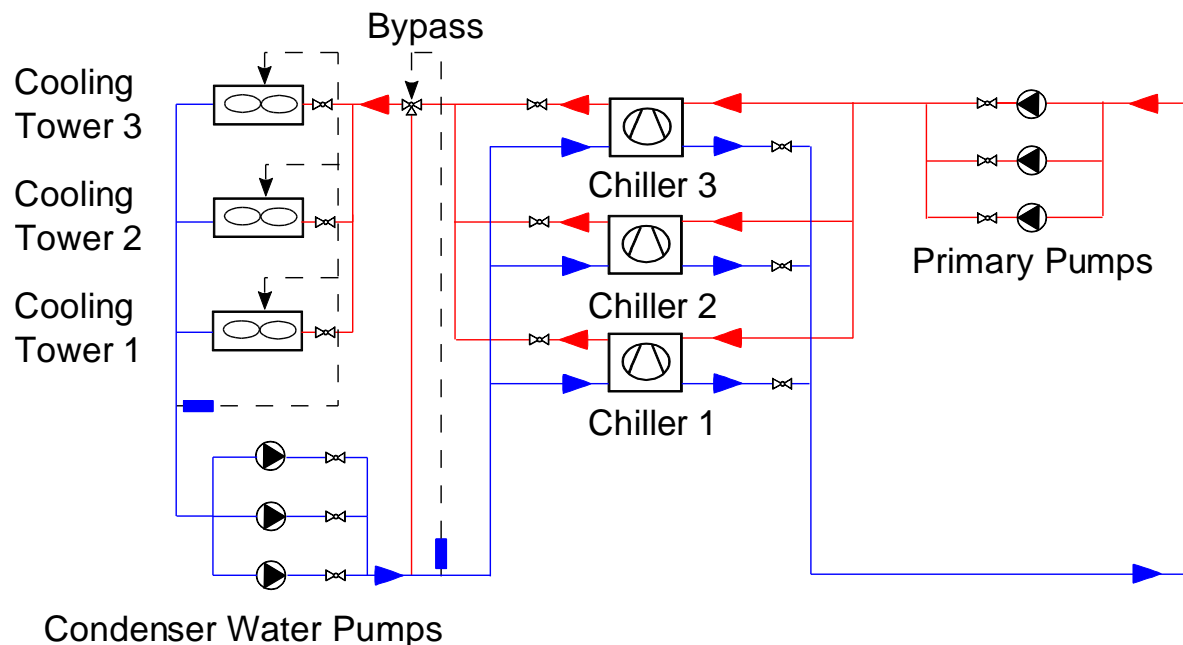 Bypass
Cooling
Tower 3
Chiller 3
Cooling
Tower 2
Primary Pumps
Cooling
Tower 1
Chiller 2
Chiller 1
Condenser Water Pumps